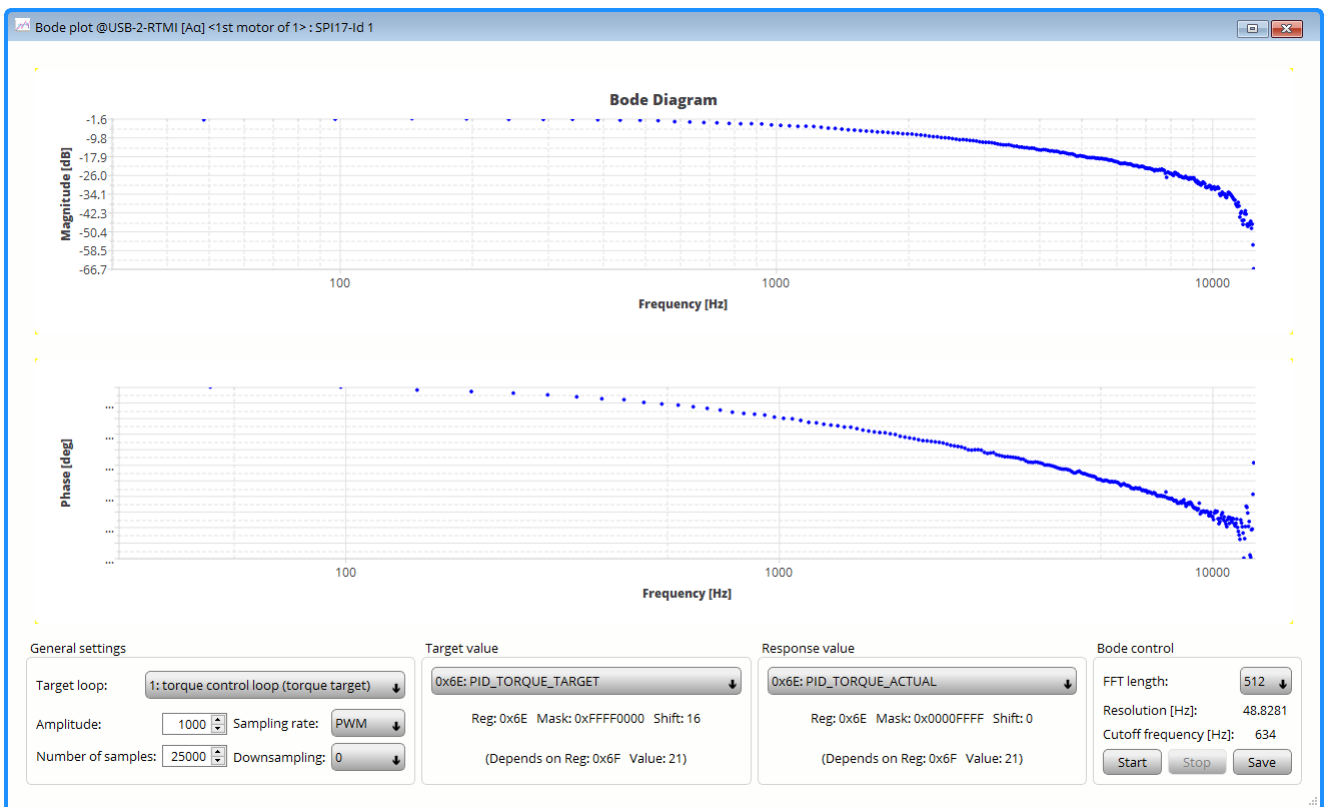 Bode plot @USB-2-RTMI [Aα] <1st motor of 1> : SPI17-Id 1
Bode Diagram
Magnitude [dB]
-1.6
-9.8
-17.9
-26.0
-34.1
-42.3
-50.4
-58.5
-66.7
100 1000 10000
Frequency [Hz]
Phase [deg]
...
...
...
...
...
...
100 1000 10000
Frequency [Hz]
General settings
Target loop: 1: torque control loop (torque target)
Amplitude: 1000 Sampling rate: PWM
Number of samples: 25000 Downsampling: 0
Target value
0x6E: PID_TORQUE_TARGET
Reg: 0x6E Mask: 0xFFFF0000 Shift: 16
(Depends on Reg: 0x6F Value: 21)
Response value
0x6E: PID_TORQUE_ACTUAL
Reg: 0x6E Mask: 0x0000FFFF Shift: 0
(Depends on Reg: 0x6F Value: 21)
Bode control
FFT length: 512
Resolution [Hz]: 48.8281
Cutoff frequency [Hz]: 634
Start Stop Save